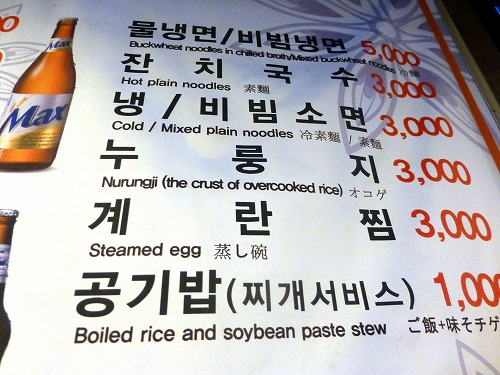 물냉면/비빔냉면 5,000
Buckwheat noodles in chilled broth/Mixed buckwheat noodles 冷麵
잔치국수 3,000
Hot plain noodles 素麺
냉/비빔소면 3,000
Cold / Mixed plain noodles 冷素麺 / 素麺
누룽지 3,000
Nurungji (the crust of overcooked rice) オコゲ
계란찜 3,000
Steamed egg 蒸し碗
공기밥(찌개서비스) 1,00
Boiled rice and soybean paste stew ご飯+味そチゲ
Max